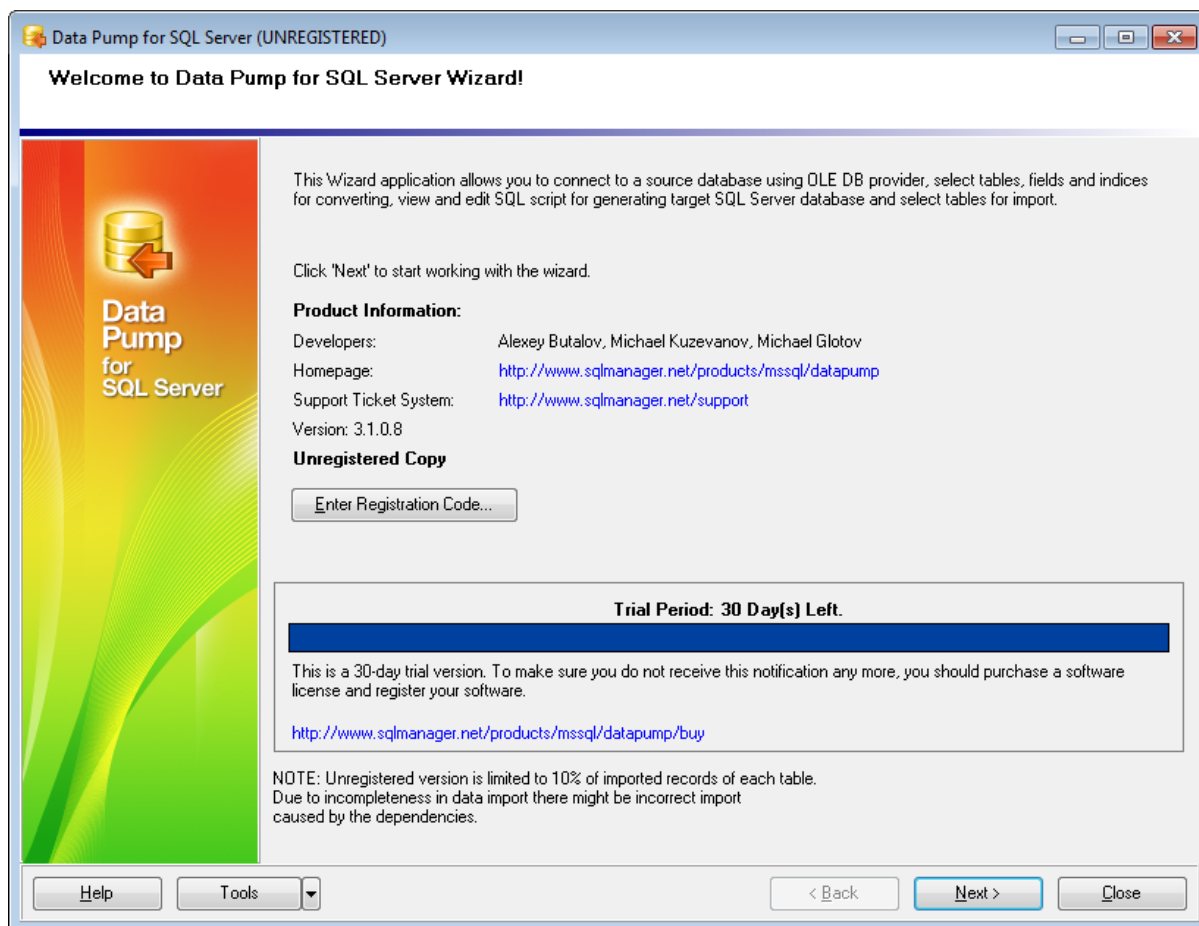 Data Pump for SQL Server (UNREGISTERED)
Welcome to Data Pump for SQL Server Wizard!
Data
Pump
for
SQL Server
This Wizard application allows you to connect to a source database using OLE DB provider, select tables, fields and indices
for converting, view and edit SQL script for generating target SQL Server database and select tables for import.
Click 'Next' to start working with the wizard.
Product Information:
Developers: Alexey Butalov, Michael Kuzevanov, Michael Glotov
Homepage: http://www.sqlmanager.net/products/mssql/datapump
Support Ticket System: http://www.sqlmanager.net/support
Version: 3.1.0.8
Unregistered Copy
Enter Registration Code...
Trial Period: 30 Day(s) Left.
This is a 30-day trial version. To make sure you do not receive this notification any more, you should purchase a software
license and register your software.
http://www.sqlmanager.net/products/mssql/datapump/buy
NOTE: Unregistered version is limited to 10% of imported records of each table.
Due to incompleteness in data import there might be incorrect import
caused by the dependencies.
Help Tools < Back Next > Close